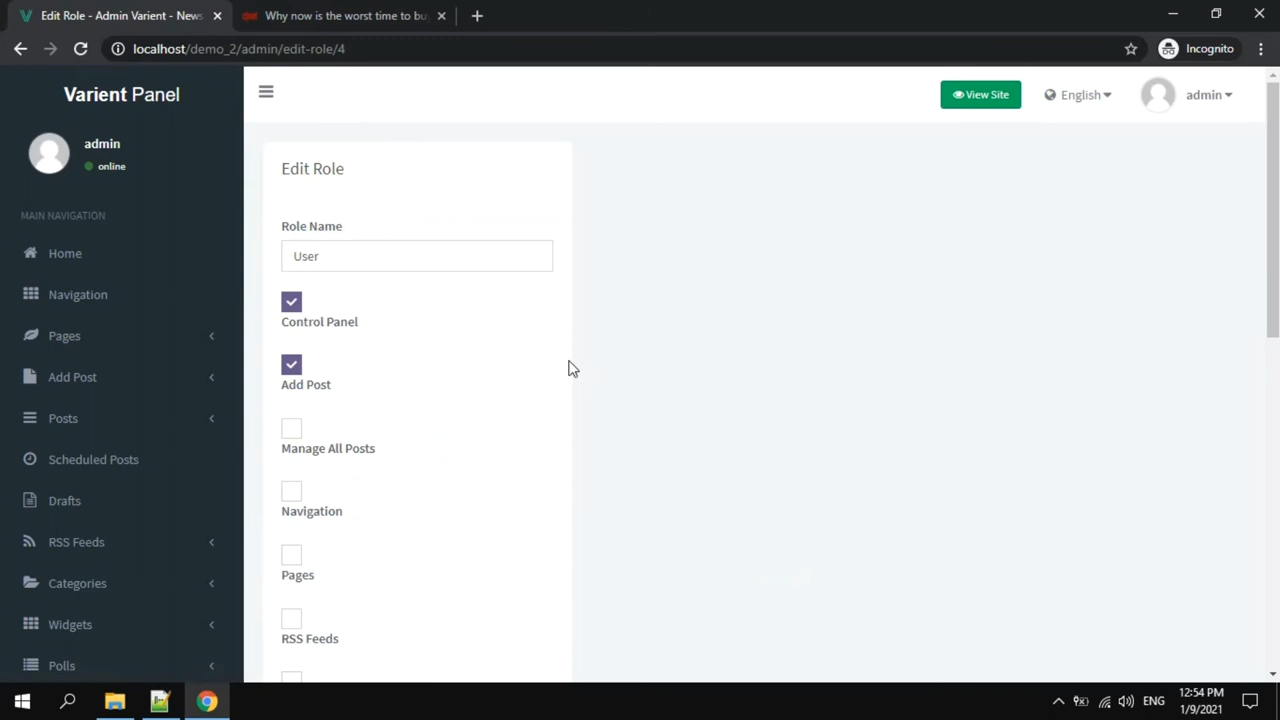 Edit Role - Admin Varient - News
Why now is the worst time to bu
localhost/demo_2/admin/edit-role/4
Incognito
Varient Panel
View Site
English
admin
admin
online
MAIN NAVIGATION
Home
Navigation
Pages
Add Post
Posts
Scheduled Posts
Drafts
RSS Feeds
Categories
Widgets
Polls
Edit Role
Role Name
User
Control Panel
Add Post
Manage All Posts
Navigation
Pages
RSS Feeds
ENG
12:54 PM
1/9/2021